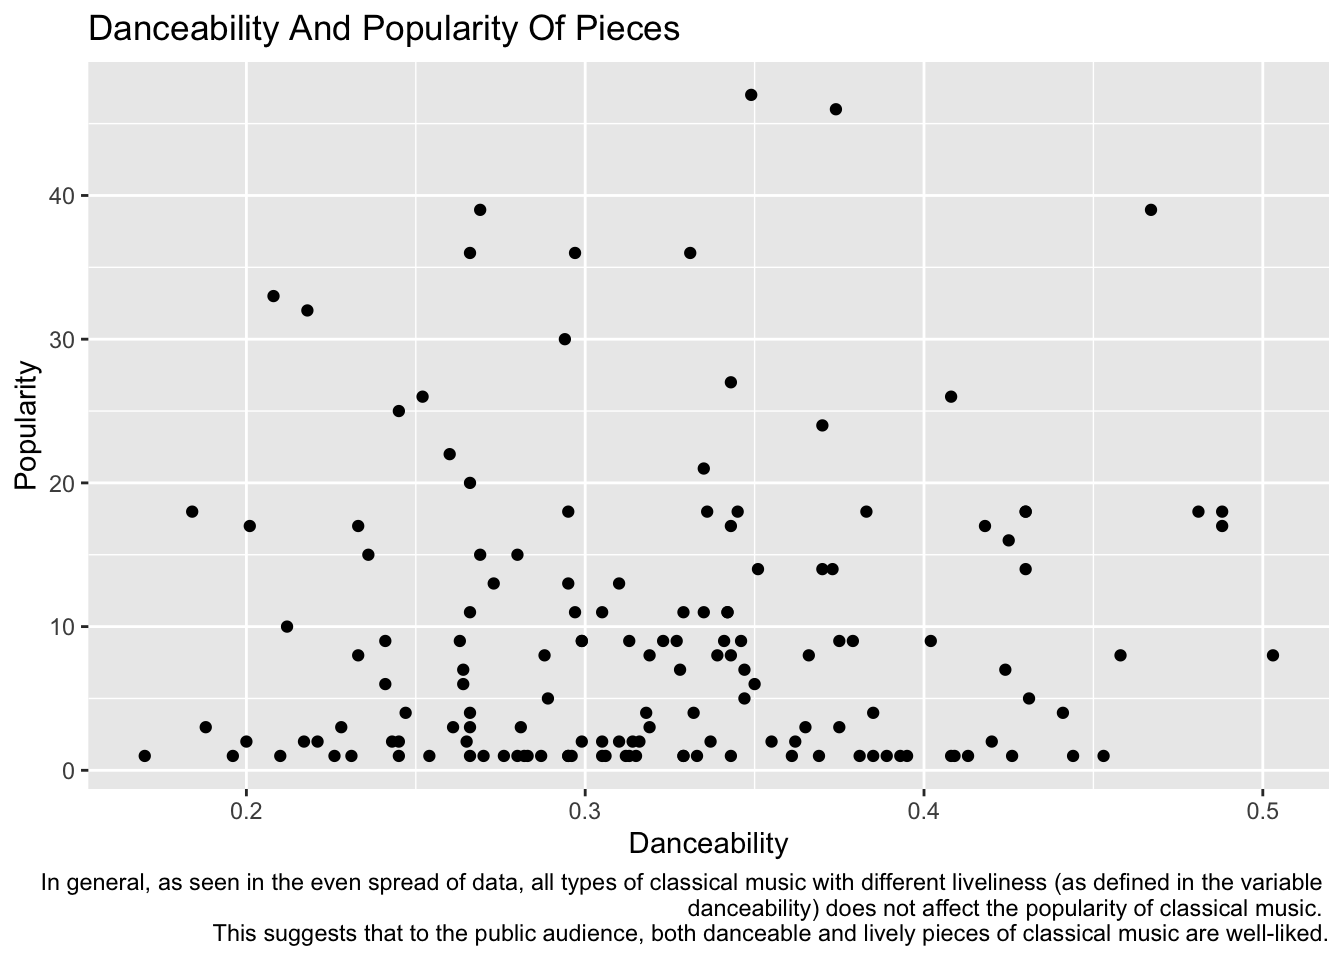 Danceability And Popularity Of Pieces
Popularity
40
30
20
10
0
0.2 0.3 0.4 0.5
Danceability
In general, as seen in the even spread of data, all types of classical music with different liveliness (as defined in the variable
danceability) does not affect the popularity of classical music.
This suggests that to the public audience, both danceable and lively pieces of classical music are well-liked.